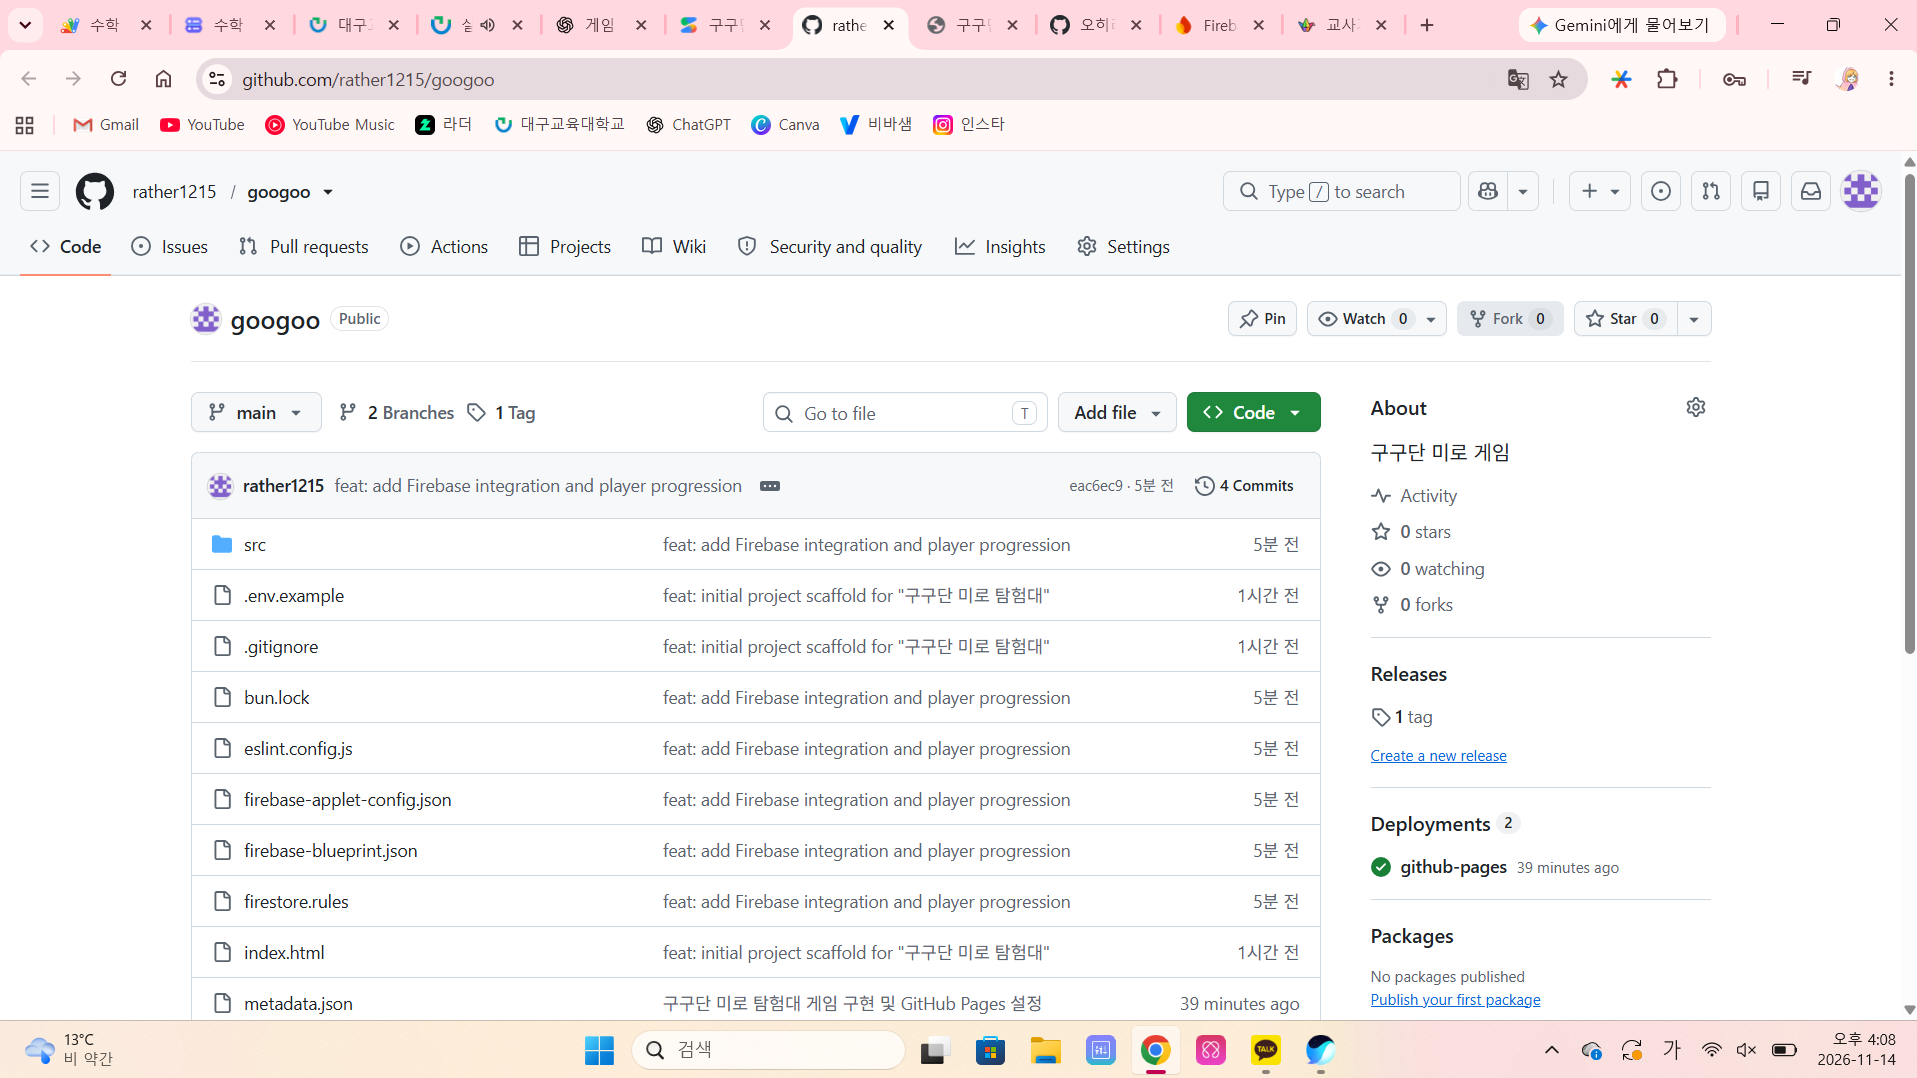 수학
수학
대구
게임
구구
rathe
구구
오히
Fireb
교사
Gemini에게 물어보기
github.com/rather1215/googoo
Gmail
YouTube
YouTube Music
라더
대구교육대학교
ChatGPT
Canva
비바샘
인스타
rather1215 / googoo
Type / to search
Code
Issues
Pull requests
Actions
Projects
Wiki
Security and quality
Insights
Settings
googoo Public
Pin
Watch 0
Fork 0
Star 0
main
2 Branches
1 Tag
Go to file T
Add file
Code
rather1215 feat: add Firebase integration and player progression
eac6ec9 · 5분 전
4 Commits
src feat: add Firebase integration and player progression 5분 전
.env.example feat: initial project scaffold for "구구단 미로 탐험대" 1시간 전
.gitignore feat: initial project scaffold for "구구단 미로 탐험대" 1시간 전
bun.lock feat: add Firebase integration and player progression 5분 전
eslint.config.js feat: add Firebase integration and player progression 5분 전
firebase-applet-config.json feat: add Firebase integration and player progression 5분 전
firebase-blueprint.json feat: add Firebase integration and player progression 5분 전
firestore.rules feat: add Firebase integration and player progression 5분 전
index.html feat: initial project scaffold for "구구단 미로 탐험대" 1시간 전
metadata.json 구구단 미로 탐험대 게임 구현 및 GitHub Pages 설정 39 minutes ago
About
구구단 미로 게임
Activity
0 stars
0 watching
0 forks
Releases
1 tag
Create a new release
Deployments 2
github-pages 39 minutes ago
Packages
No packages published
Publish your first package
13°C
비 약간
검색
TALK
가
오후 4:08
2026-11-14